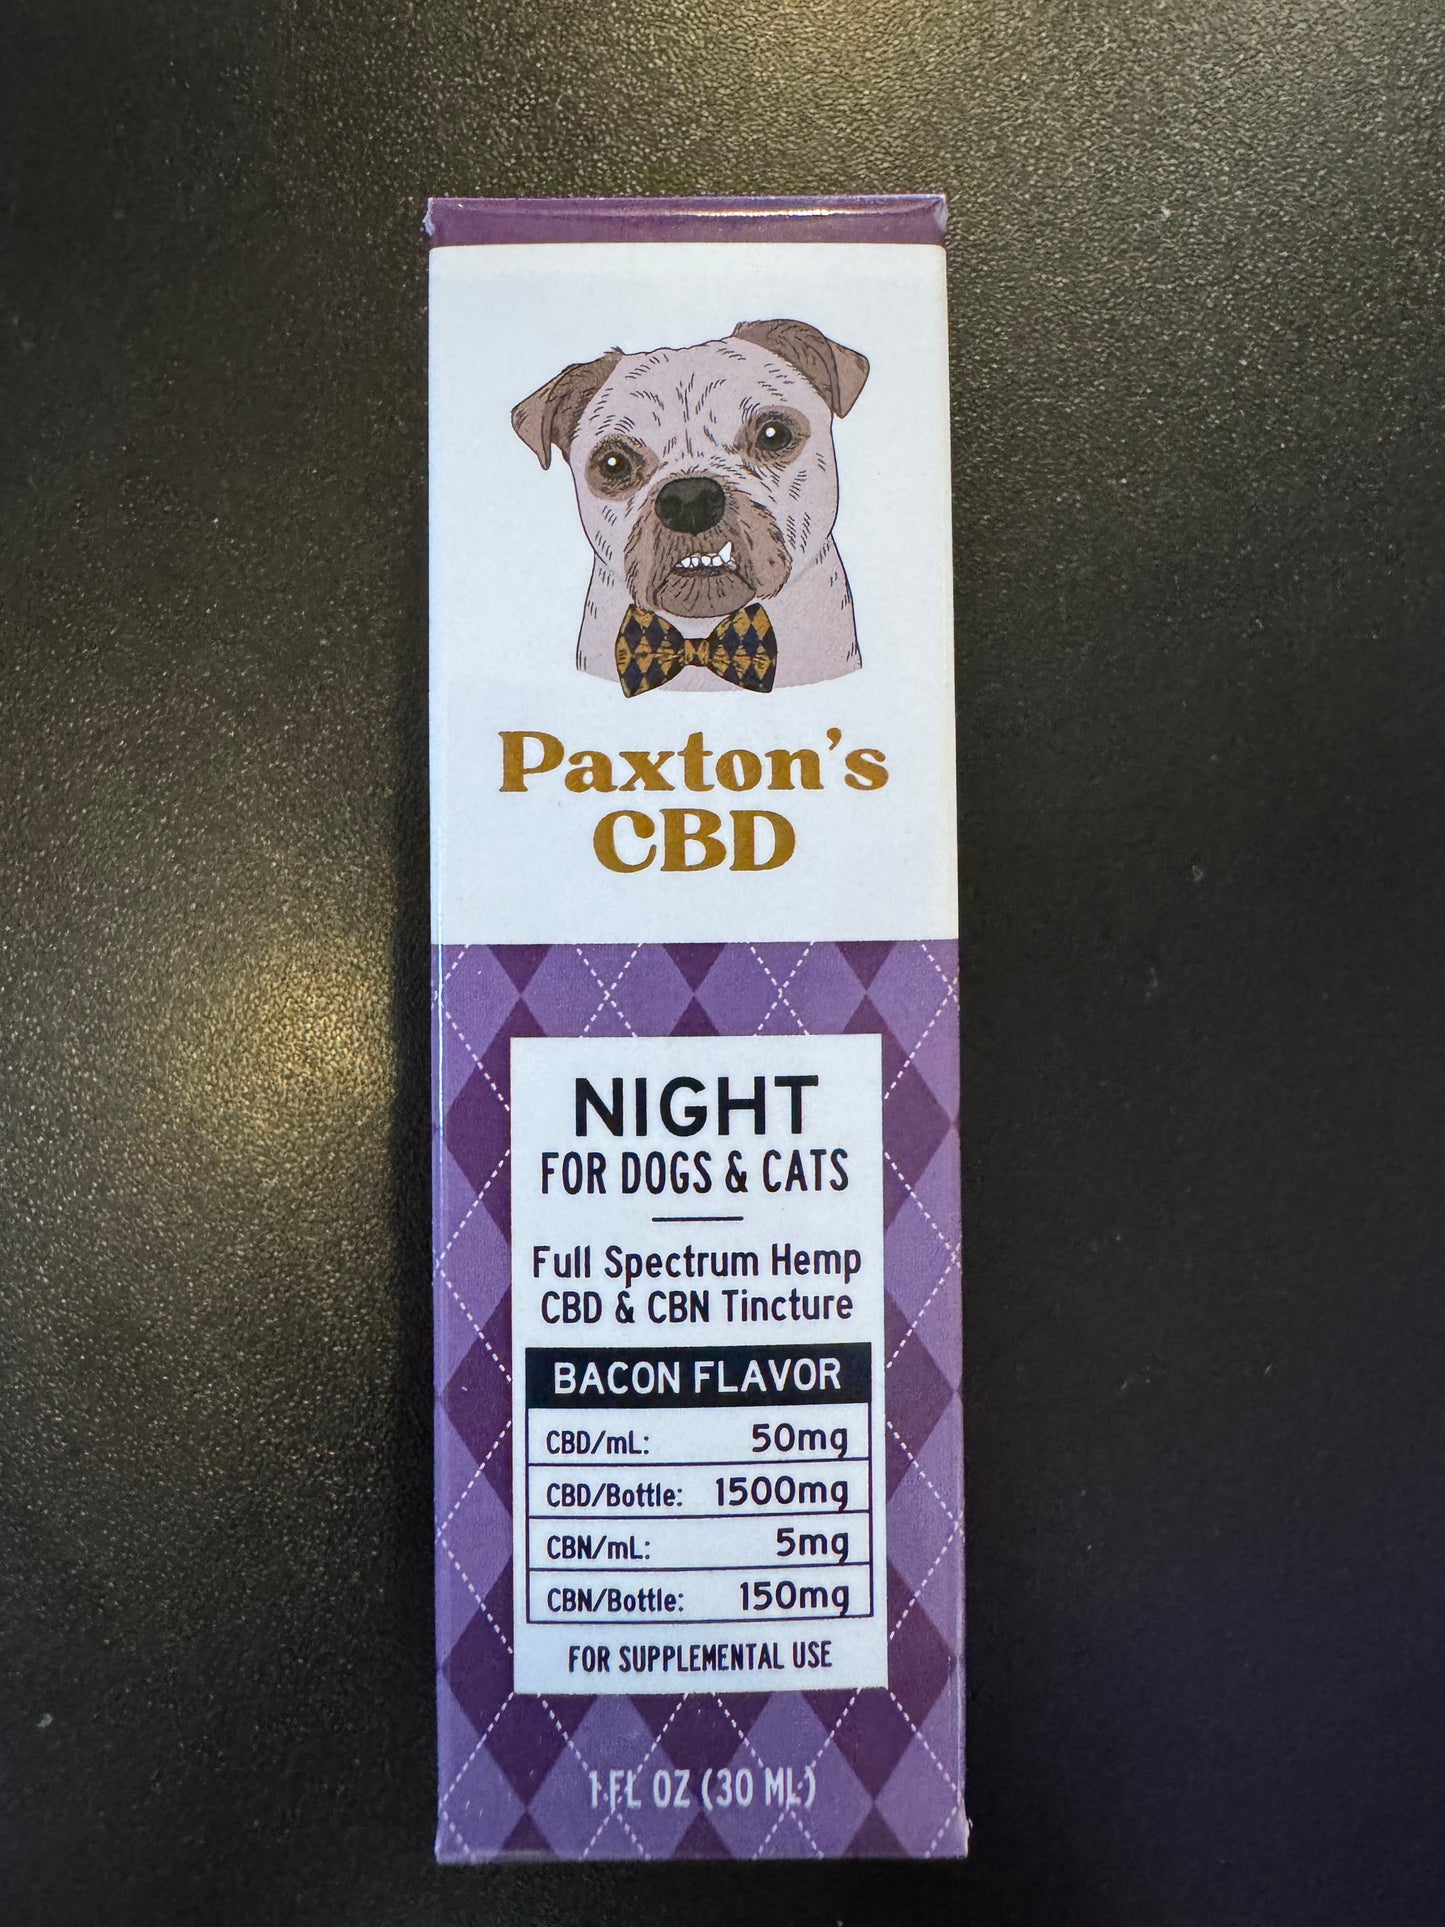 Paxton's
CBD
NIGHT
FOR DOGS & CATS
Full Spectrum Hemp
CBD & CBN Tincture
BACON FLAVOR
CBD/mL: 50mg
CBD/Bottle: 1500mg
CBN/mL: 5mg
CBN/Bottle: 150mg
FOR SUPPLEMENTAL USE
1 FL OZ (30 ML)